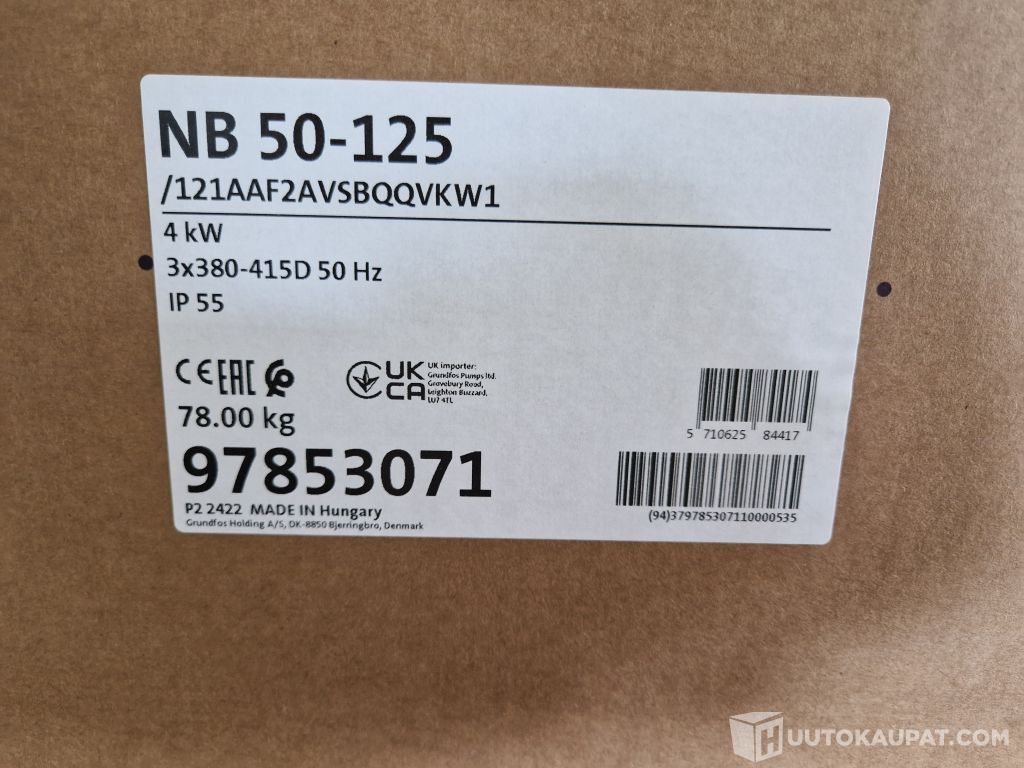 NB 50-125
/121AAF2AVSBQQVKW1
4 kW
3x380-415D 50 Hz
IP 55
CE EAC
UK CA
UK importer:
Grundfos Pumps ltd.
Grovebury Road,
Leighton Buzzard.
LU7 4TL
78.00 kg
5 710625 84417
97853071
P2 2422 MADE IN Hungary
Grundfos Holding A/S, DK-8850 Bjerringbro, Denmark
(94)379785307110000535
HUUTOKAUPAT.COM